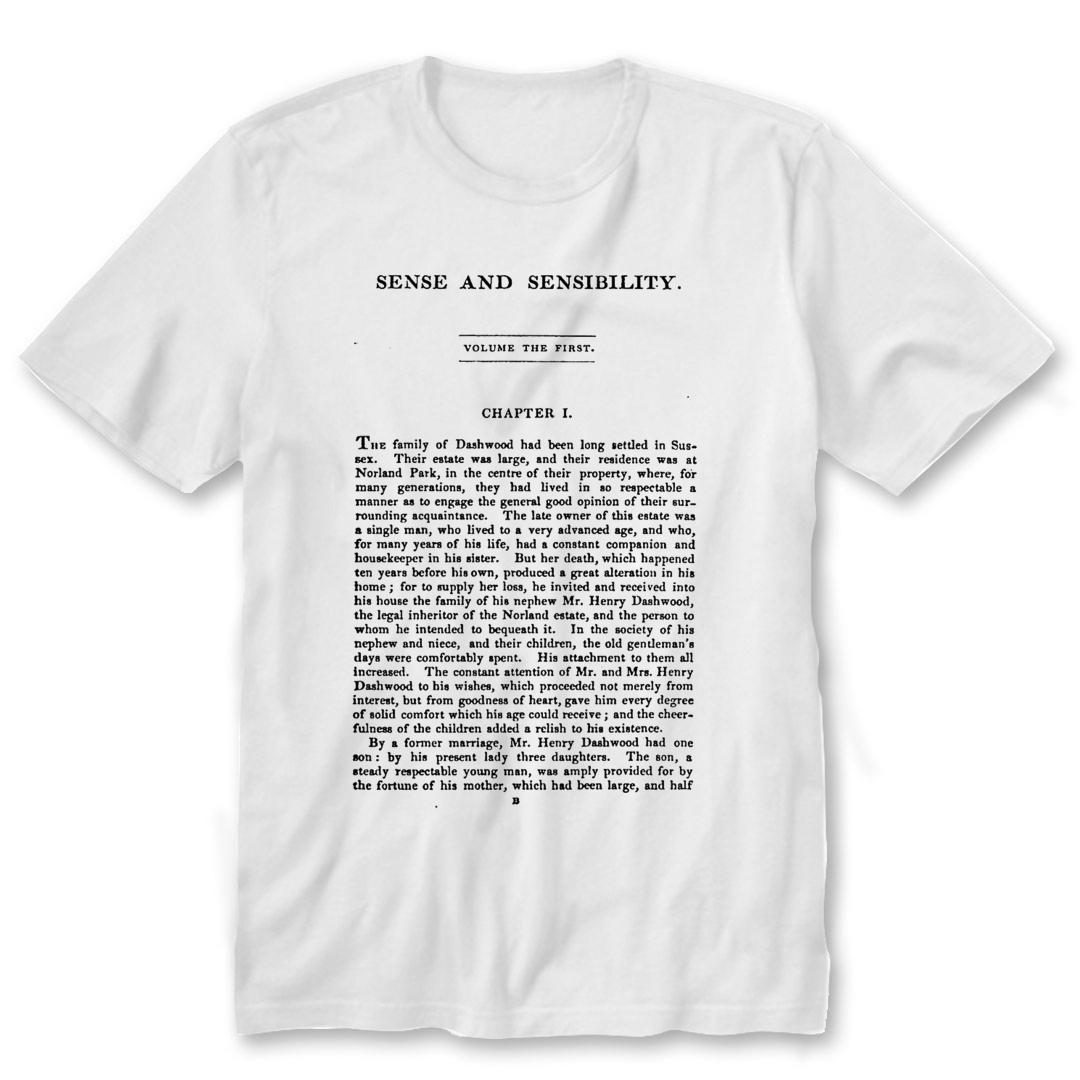 SENSE AND SENSIBILITY.
VOLUME THE FIRST.
CHAPTER I.
THE family of Dashwood had been long settled in Sus-
sex. Their estate was large, and their residence was at
Norland Park, in the centre of their property, where, for
many generations, they had lived in so respectable a
manner as to engage the general good opinion of their sur-
rounding acquaintance. The late owner of this estate was
a single man, who lived to a very advanced age, and who,
for many years of his life, had a constant companion and
housekeeper in his sister. But her death, which happened
ten years before his own, produced a great alteration in his
home ; for to supply her loss, he invited and received into
his house the family of his nephew Mr. Henry Dashwood,
the legal inheritor of the Norland estate, and the person to
whom he intended to bequeath it. In the society of his
nephew and niece, and their children, the old gentleman's
days were comfortably spent. His attachment to them all
increased. The constant attention of Mr. and Mrs. Henry
Dashwood to his wishes, which proceeded not merely from
interest, but from goodness of heart, gave him every degree
of solid comfort which his age could receive ; and the cheer-
fulness of the children added a relish to his existence.
By a former marriage, Mr. Henry Dashwood had one
son : by his present lady three daughters. The son, a
steady respectable young man, was amply provided for by
the fortune of his mother, which had been large, and half
B